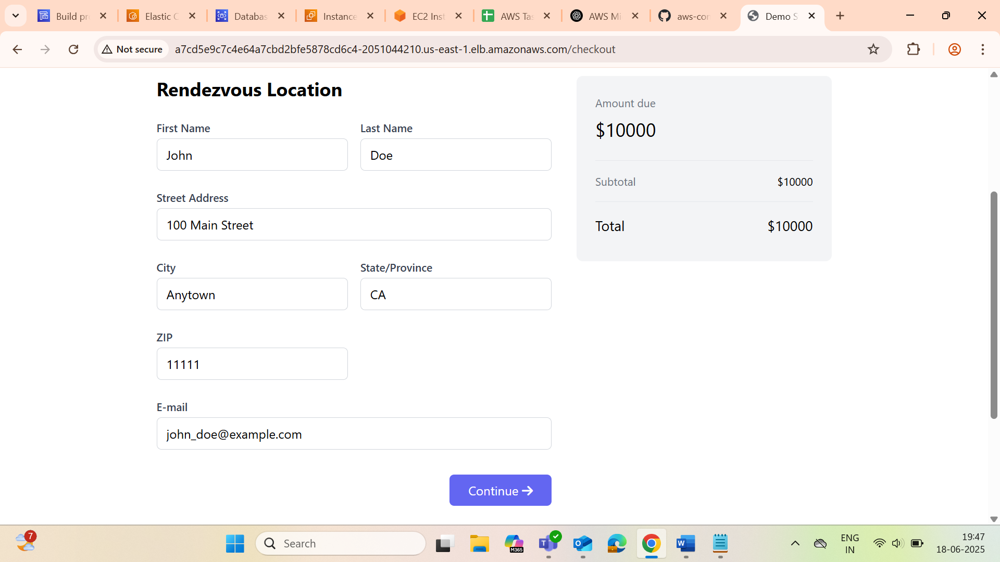 Build pr
Elastic C
Databas
Instance
EC2 Inst
AWS Tas
AWS Mi
aws-con
Demo S
Not secure
a7cd5e9c7c4e64a7cbd2bfe5878cd6c4-2051044210.us-east-1.elb.amazonaws.com/checkout
Rendezvous Location
First Name
Last Name
John
Doe
Street Address
100 Main Street
City
State/Province
Anytown
CA
ZIP
11111
E-mail
john_doe@example.com
Continue
Amount due
$10000
Subtotal
$10000
Total
$10000
7
Search
M365
ENG
IN
19:47
18-06-2025